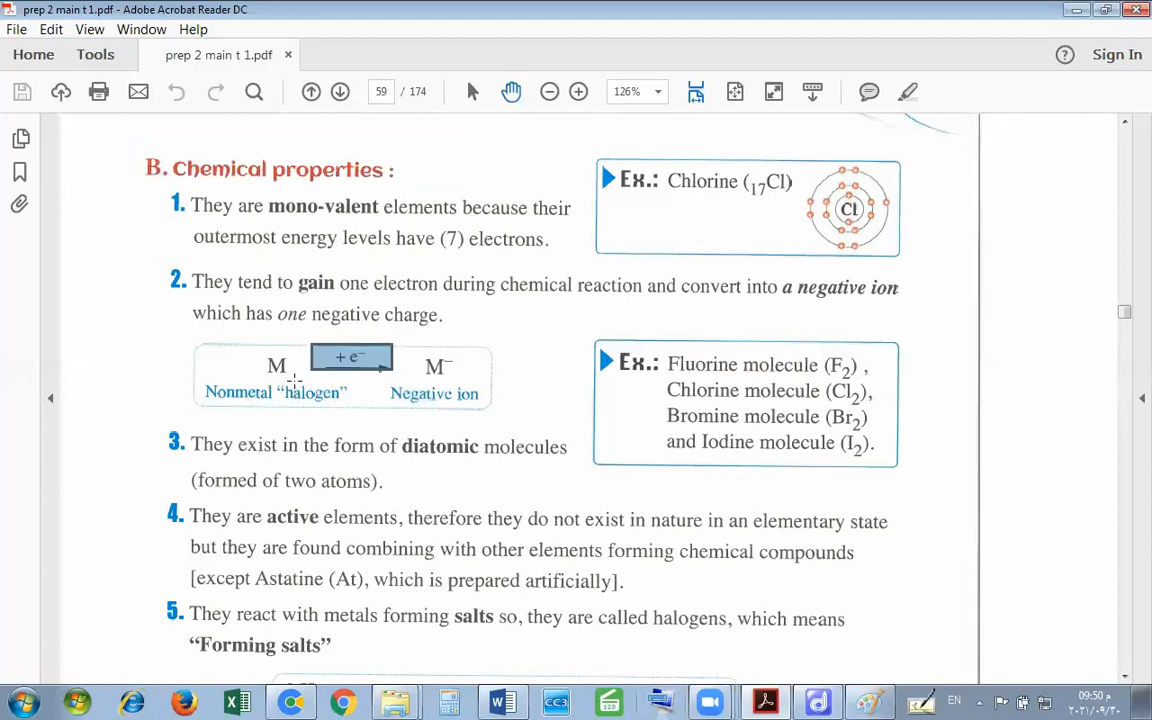 prep 2 main t 1.pdf - Adobe Acrobat Reader DC
File Edit View Window Help
Home Tools prep 2 main t 1.pdf × ? Sign In
59 / 174 126%
B. Chemical properties :
1. They are mono-valent elements because their
outermost energy levels have (7) electrons.
Ex.: Chlorine (₁₇Cl)
Cl
2. They tend to gain one electron during chemical reaction and convert into a negative ion
which has one negative charge.
M + e⁻ M⁻
Nonmetal “halogen” Negative ion
Ex.: Fluorine molecule (F₂) ,
Chlorine molecule (Cl₂),
Bromine molecule (Br₂)
and Iodine molecule (I₂).
3. They exist in the form of diatomic molecules
(formed of two atoms).
4. They are active elements, therefore they do not exist in nature in an elementary state
but they are found combining with other elements forming chemical compounds
[except Astatine (At), which is prepared artificially].
5. They react with metals forming salts so, they are called halogens, which means
“Forming salts”
CC3
123
EN
09:50 م
٢٠٢١/٠٩/٣٠